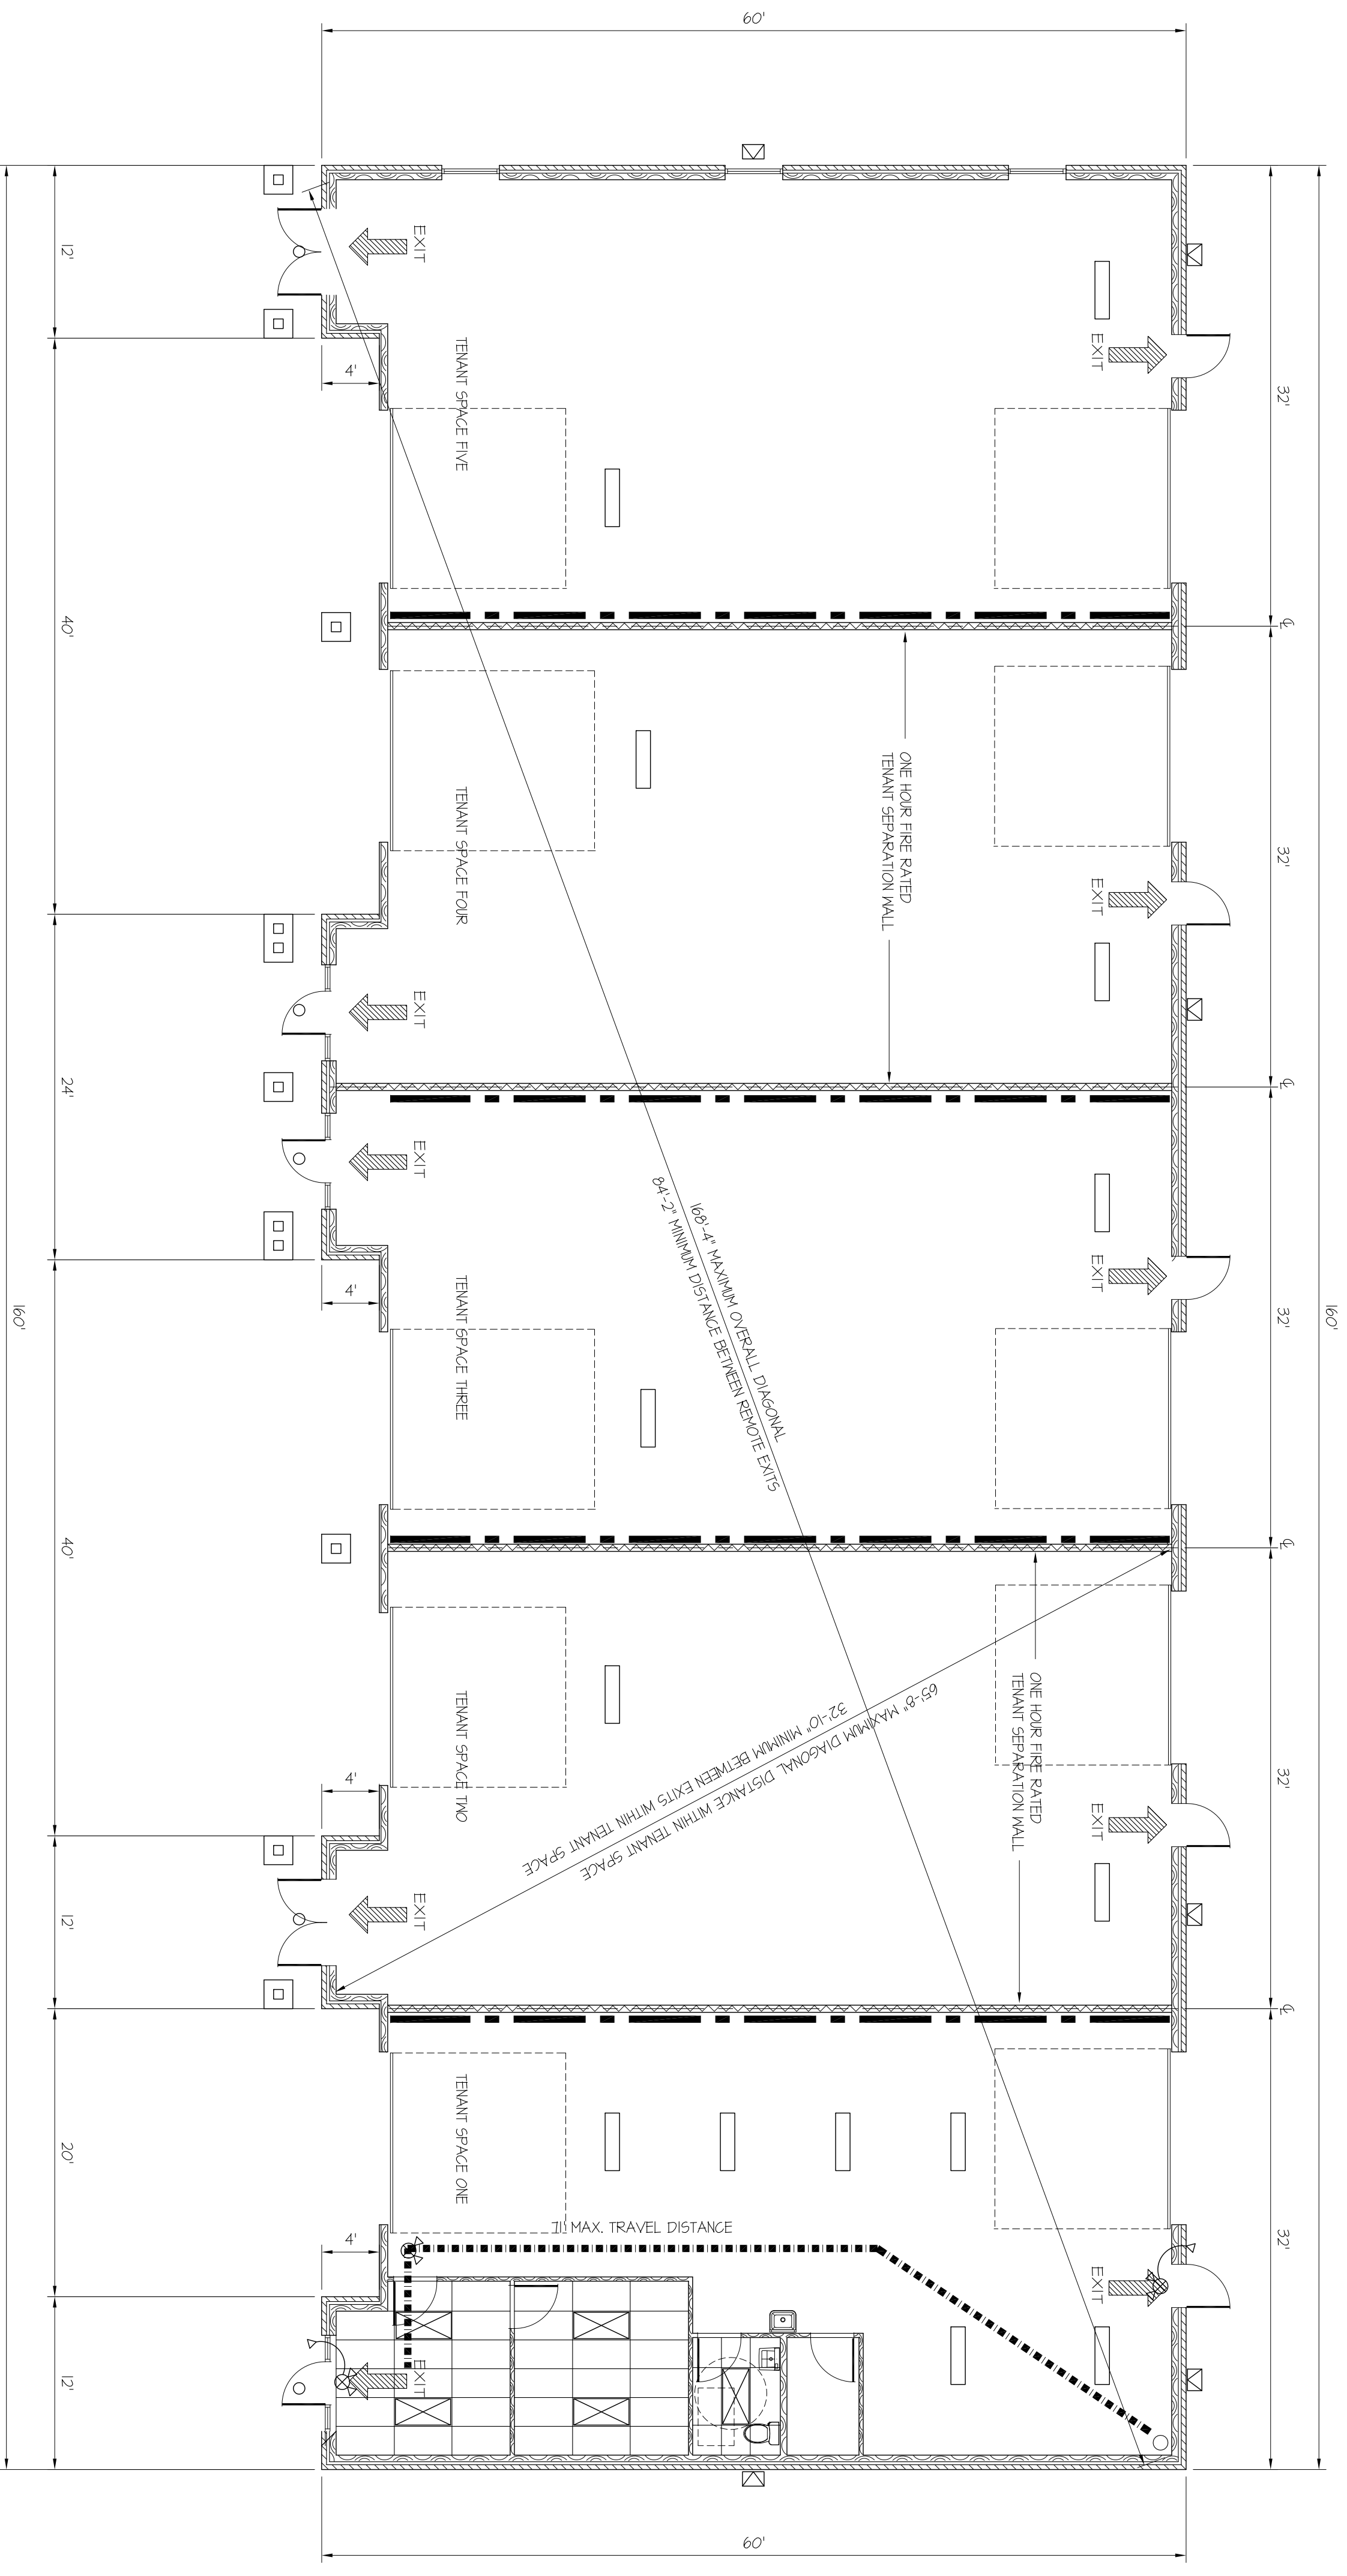 60'
160'
12'
40'
24'
40'
12'
20'
12'
160'
32'
32'
32'
32'
32'
℄
℄
℄
℄
4'
4'
4'
4'
EXIT
EXIT
TENANT SPACE FIVE
ONE HOUR FIRE RATED
TENANT SEPARATION WALL
TENANT SPACE FOUR
EXIT
EXIT
EXIT
EXIT
TENANT SPACE THREE
168'-4" MAXIMUM OVERALL DIAGONAL
84'-2" MINIMUM DISTANCE BETWEEN REMOTE EXITS
ONE HOUR FIRE RATED
TENANT SEPARATION WALL
65'-8" MAXIMUM DIAGONAL DISTANCE WITHIN TENANT SPACE
32'-10" MINIMUM BETWEEN EXITS WITHIN TENANT SPACE
TENANT SPACE TWO
EXIT
EXIT
TENANT SPACE ONE
71' MAX. TRAVEL DISTANCE
EXIT
EXIT
60'